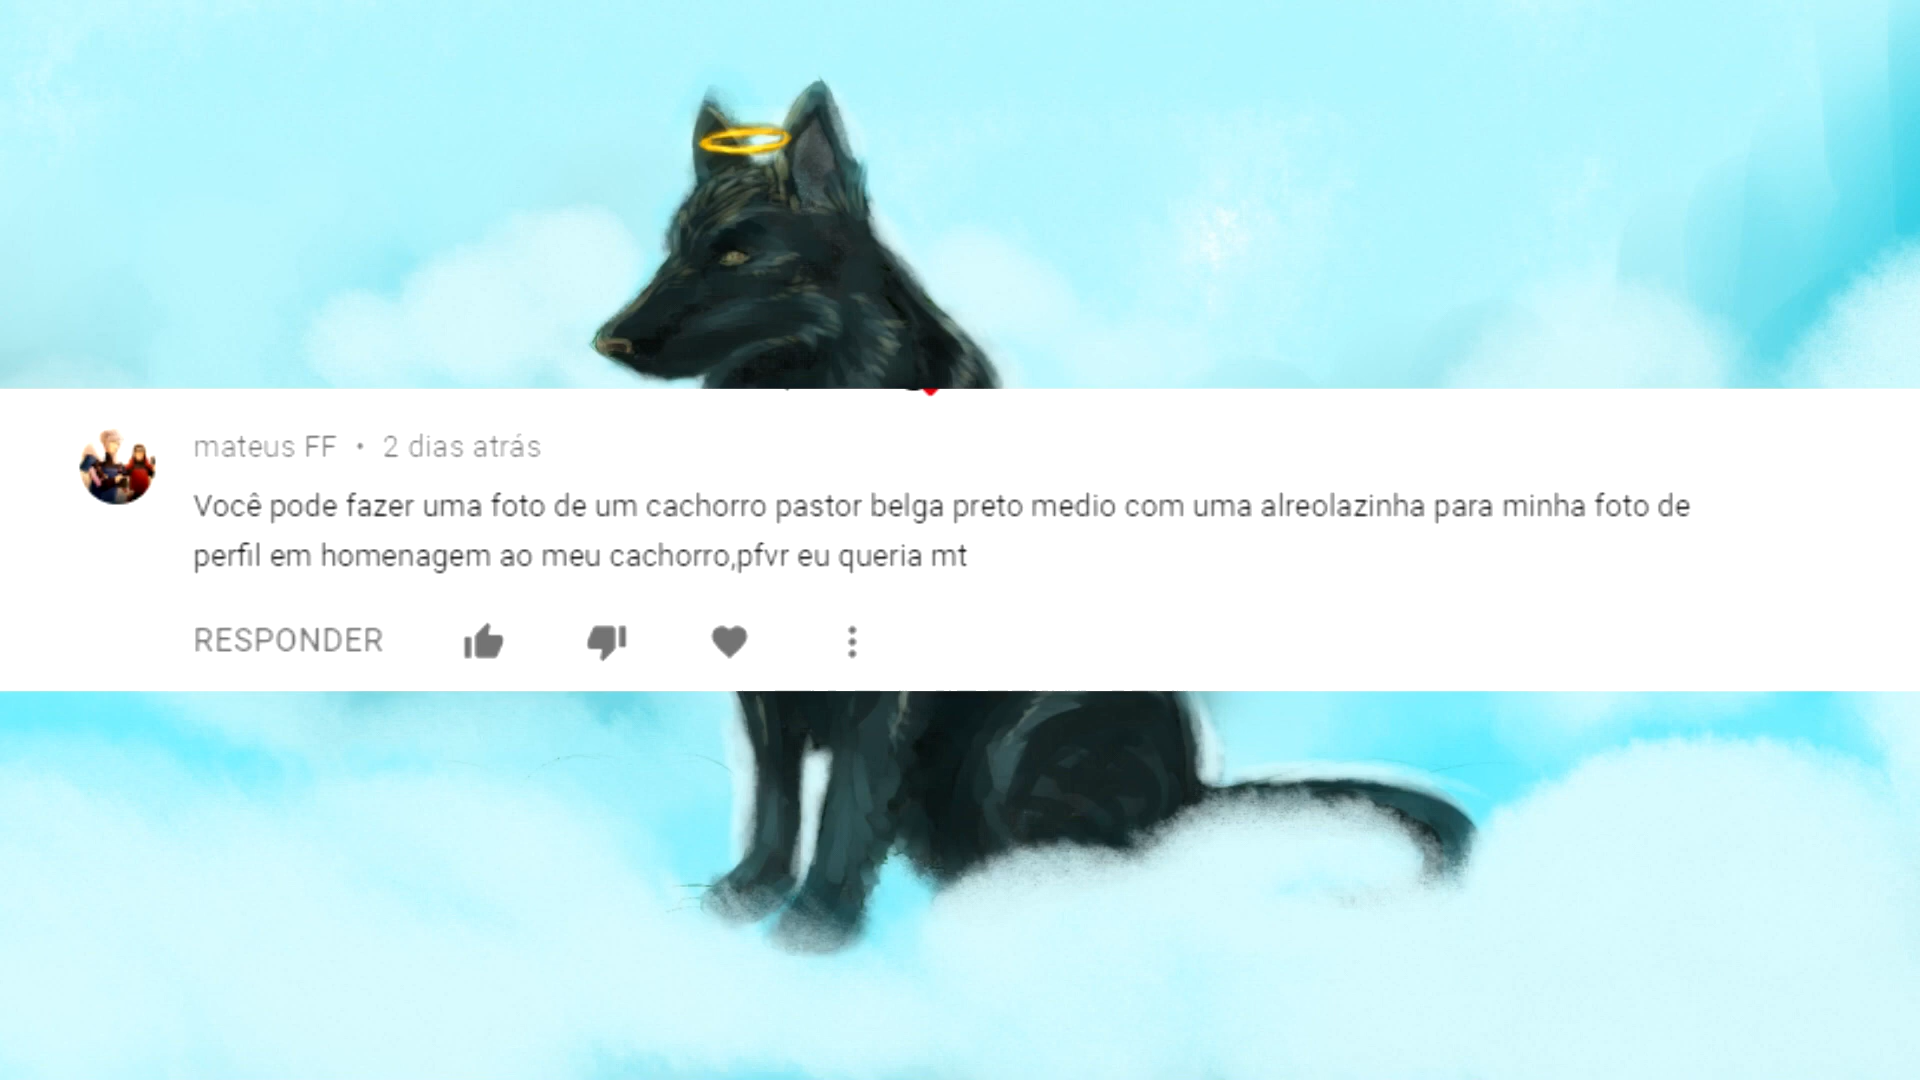 mateus FF • 2 dias atrás
Você pode fazer uma foto de um cachorro pastor belga preto medio com uma alreolazinha para minha foto de
perfil em homenagem ao meu cachorro,pfvr eu queria mt
RESPONDER